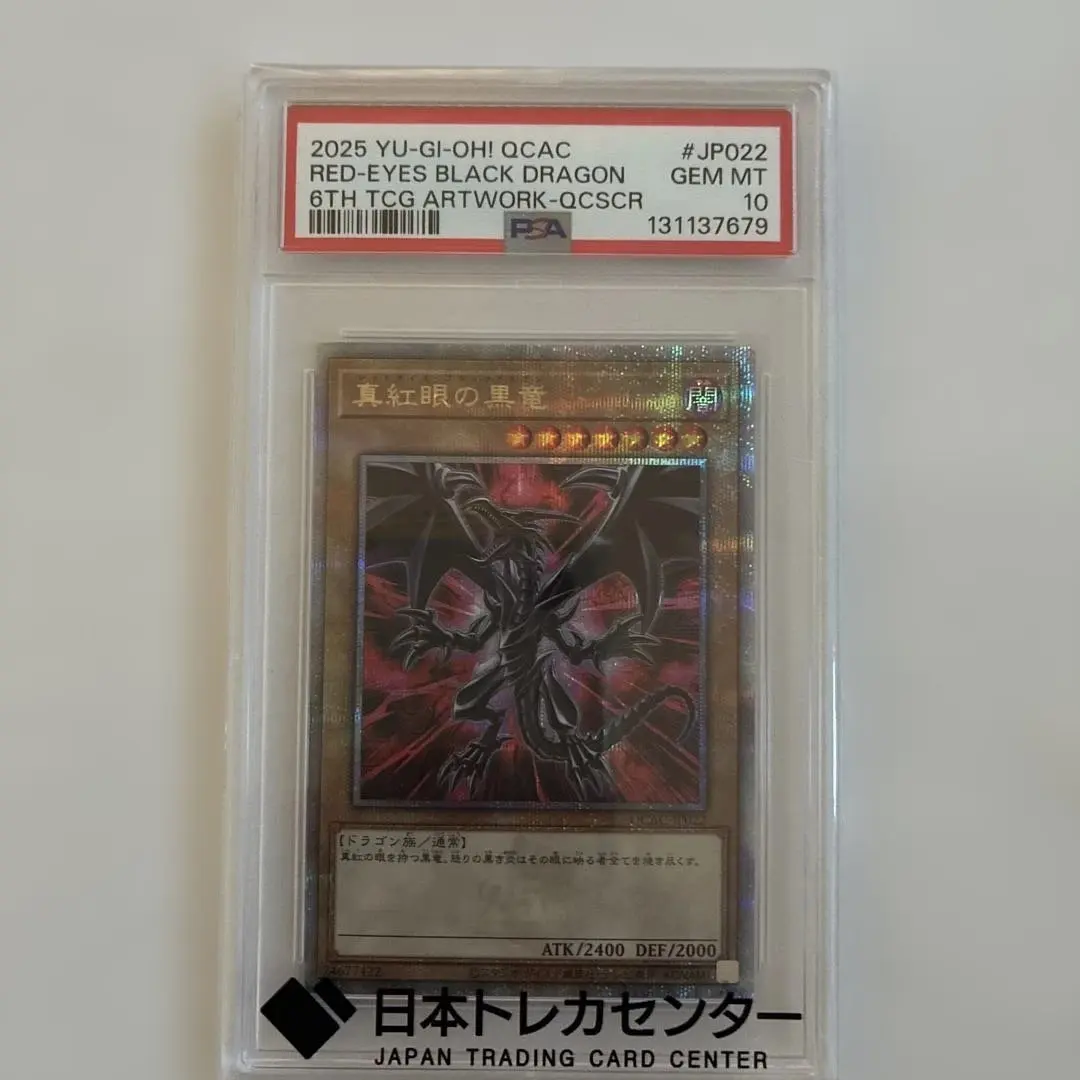 2025 YU-GI-OH! QCAC #JP022
RED-EYES BLACK DRAGON GEM MT
6TH TCG ARTWORK-QCSCR 10
PSA 131137679
真紅眼の黒竜
闇
【ドラゴン族/通常】
真紅の眼を持つ黒竜。怒りの黒き炎はその眼に映る者全てを焼き尽くす。
ATK/2400 DEF/2000
日本トレカセンター
JAPAN TRADING CARD CENTER